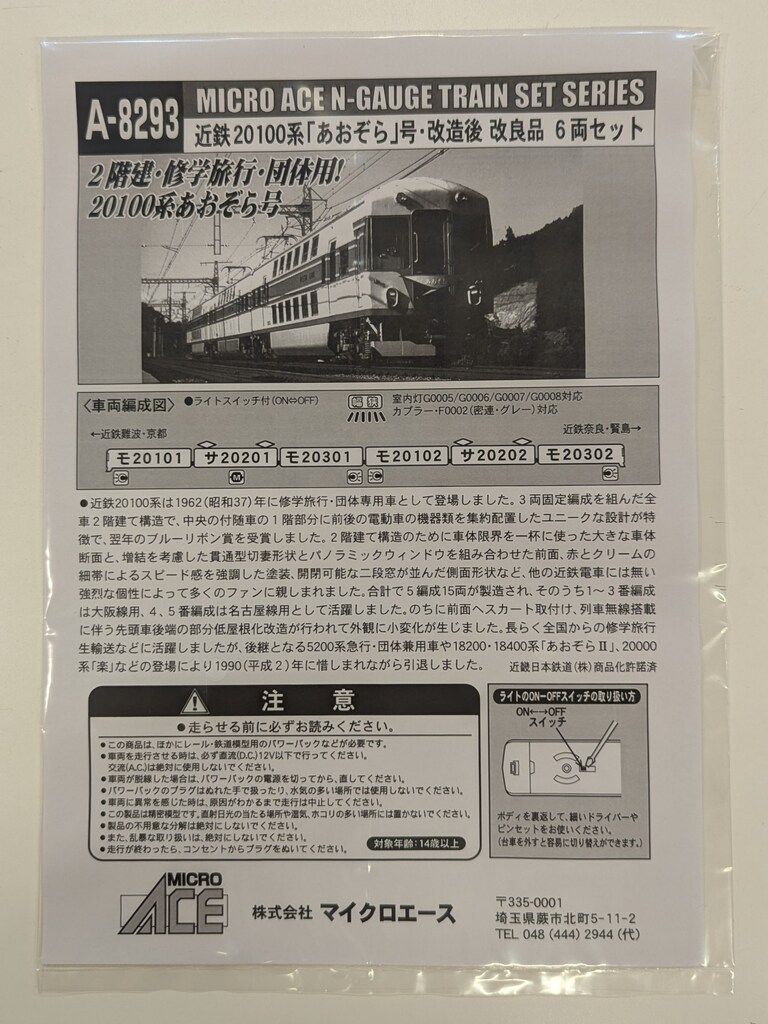 A-8293
MICRO ACE N-GAUGE TRAIN SET SERIES
近鉄20100系「あおぞら」号・改造後 改良品 6両セット
2階建・修学旅行・団体用!
20100系あおぞら号
〈車両編成図〉
●ライトスイッチ付(ON⇔OFF)
幅狭
室内灯G0005/G0006/G0007/G0008対応
カプラー・F0002(密連・グレー)対応
←近鉄難波・京都
近鉄奈良・賢島→
モ20101 サ20201 モ20301 モ20102 サ20202 モ20302
M
●近鉄20100系は1962(昭和37)年に修学旅行・団体専用車として登場しました。3両固定編成を組んだ全
車2階建て構造で、中央の付随車の1階部分に前後の電動車の機器類を集約配置したユニークな設計が特
徴で、翌年のブルーリボン賞を受賞しました。2階建て構造のために車体限界を一杯に使った大きな車体
断面と、増結を考慮した貫通型切妻形状とパノラミックウィンドウを組み合わせた前面、赤とクリームの
細帯によるスピード感を強調した塗装、開閉可能な二段窓が並んだ側面形状など、他の近鉄電車には無い
強烈な個性によって多くのファンに親しまれました。合計で5編成15両が製造され、そのうち1〜3番編成
は大阪線用、4、5番編成は名古屋線用として活躍しました。のちに前面へスカート取付け、列車無線搭載
に伴う先頭車後端の部分低屋根化改造が行われて外観に小変化が生じました。長らく全国からの修学旅行
生輸送などに活躍しましたが、後継となる5200系急行・団体兼用車や18200・18400系「あおぞらⅡ」、20000
系「楽」などの登場により1990(平成2)年に惜しまれながら引退しました。 近畿日本鉄道(株)商品化許諾済
注意
●走らせる前に必ずお読みください。
●この商品は、ほかにレール・鉄道模型用のパワーパックなどが必要です。
●車両を走行させる時は、必ず直流(D.C.)12V以下で行ってください。
交流(A.C.)は絶対に使用しないでください。
●車両が脱線した場合は、パワーパックの電源を切ってから、直してください。
●パワーパックのプラグはぬれた手で扱ったり、水気の多い場所では使用しないでください。
●車両に異常を感じた時は、原因がわかるまで走行は中止してください。
●この製品は精密模型です。直射日光の当たる場所や湿気、ホコリの多い場所には置かないでください。
●製品の不用意な分解は絶対にしないでください。
●また、乱暴な取り扱いは、絶対にしないでください。
●走行が終わったら、コンセントからプラグをぬいてください。
対象年齢:14歳以上
ライトのON−OFFスイッチの取り扱い方
ON←→OFF
スイッチ
ボディを裏返して、細いドライバーや
ピンセットをお使いください。
(台車を外すと容易に切り替えができます。)
MICRO
ACE
株式会社 マイクロエース
〒335-0001
埼玉県蕨市北町5-11-2
TEL 048 (444) 2944 (代)